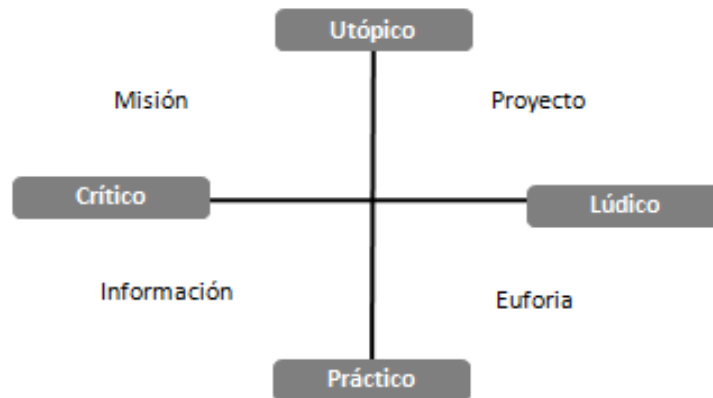 Utópico
Misión
Proyecto
Crítico
Lúdico
Información
Euforia
Práctico